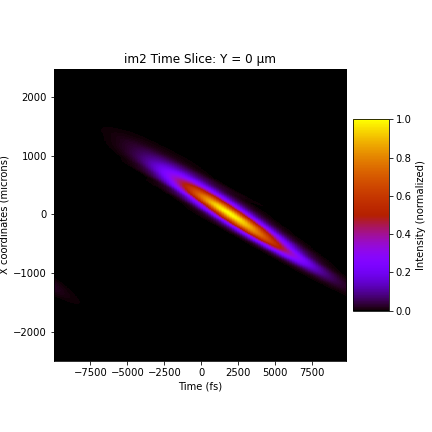 im2 Time Slice: Y = 0 μm
2000
1000
0
−1000
−2000
X coordinates (microns)
−7500 −5000 −2500 0 2500 5000 7500
Time (fs)
1.0
0.8
0.6
0.4
0.2
0.0
Intensity (normalized)